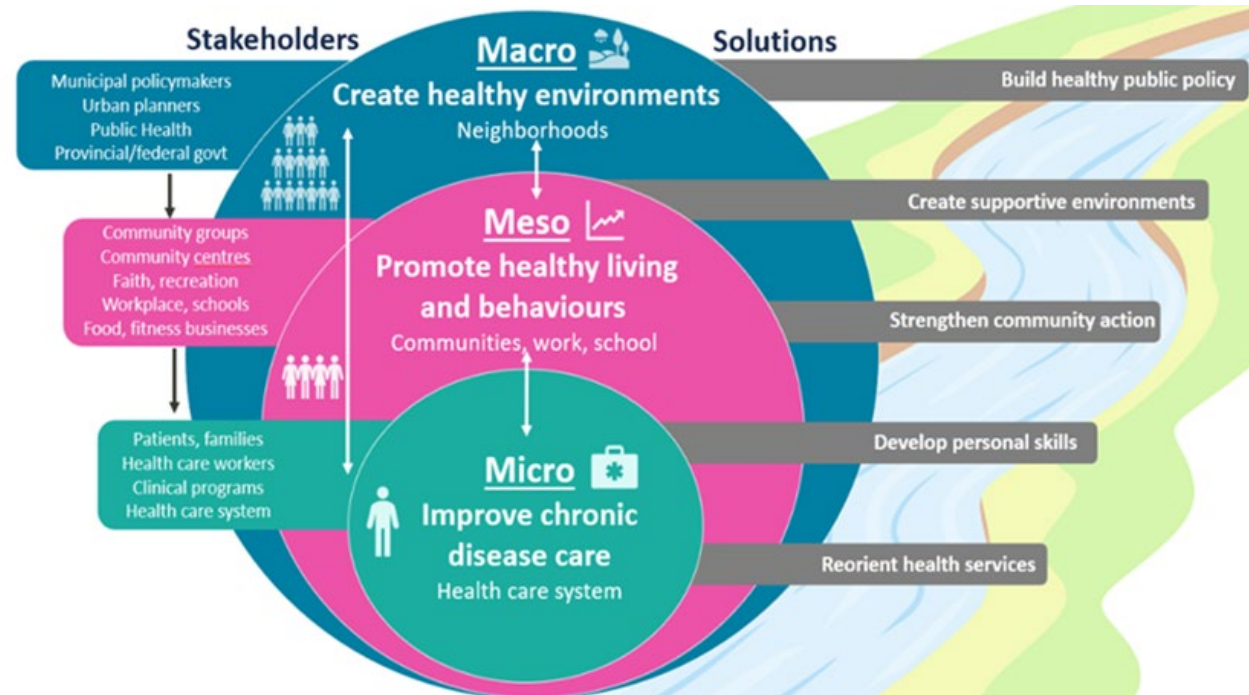 Stakeholders
Solutions
Municipal policymakers
Urban planners
Public Health
Provincial/federal govt
Community groups
Community centres
Faith, recreation
Workplace, schools
Food, fitness businesses
Patients, families
Health care workers
Clinical programs
Health care system
Macro
Create healthy environments
Neighborhoods
Meso
Promote healthy living
and behaviours
Communities, work, school
Micro
Improve chronic
disease care
Health care system
Build healthy public policy
Create supportive environments
Strengthen community action
Develop personal skills
Reorient health services